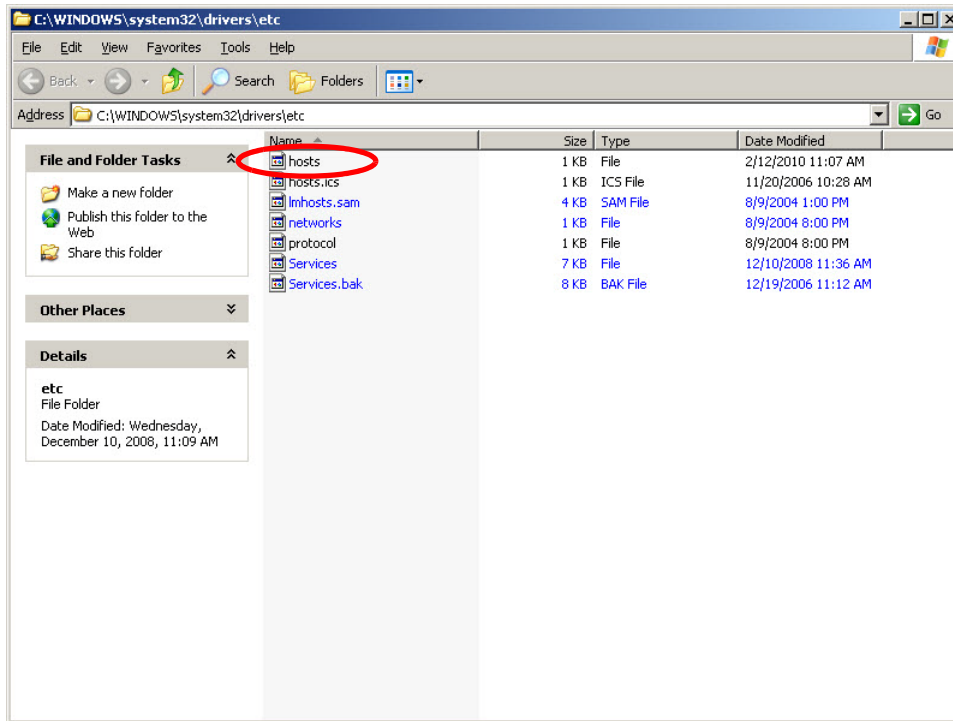 C:\WINDOWS\system32\drivers\etc
File Edit View Favorites Tools Help
Back Search Folders
Address C:\WINDOWS\system32\drivers\etc Go
Name Size Type Date Modified
File and Folder Tasks
Make a new folder
Publish this folder to the
Web
Share this folder
Other Places
Details
etc
File Folder
Date Modified: Wednesday,
December 10, 2008, 11:09 AM
hosts 1 KB File 2/12/2010 11:07 AM
hosts.ics 1 KB ICS File 11/20/2006 10:28 AM
lmhosts.sam 4 KB SAM File 8/9/2004 1:00 PM
networks 1 KB File 8/9/2004 8:00 PM
protocol 1 KB File 8/9/2004 8:00 PM
Services 7 KB File 12/10/2008 11:36 AM
Services.bak 8 KB BAK File 12/19/2006 11:12 AM